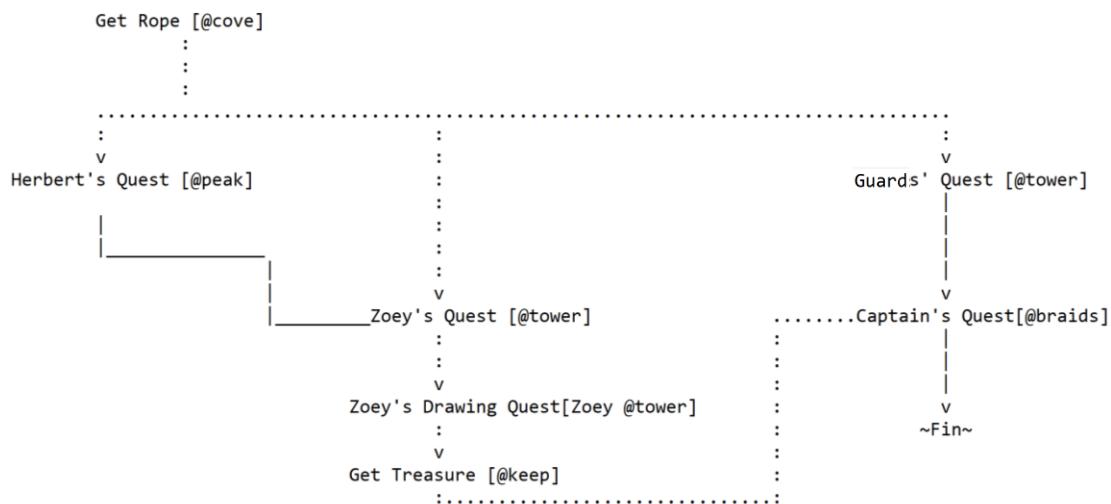 Get Rope [@cove]
Herbert's Quest [@peak]
Guards' Quest [@tower]
Zoey's Quest [@tower]
Captain's Quest[@braids]
Zoey's Drawing Quest[Zoey @tower]
~Fin~
Get Treasure [@keep]